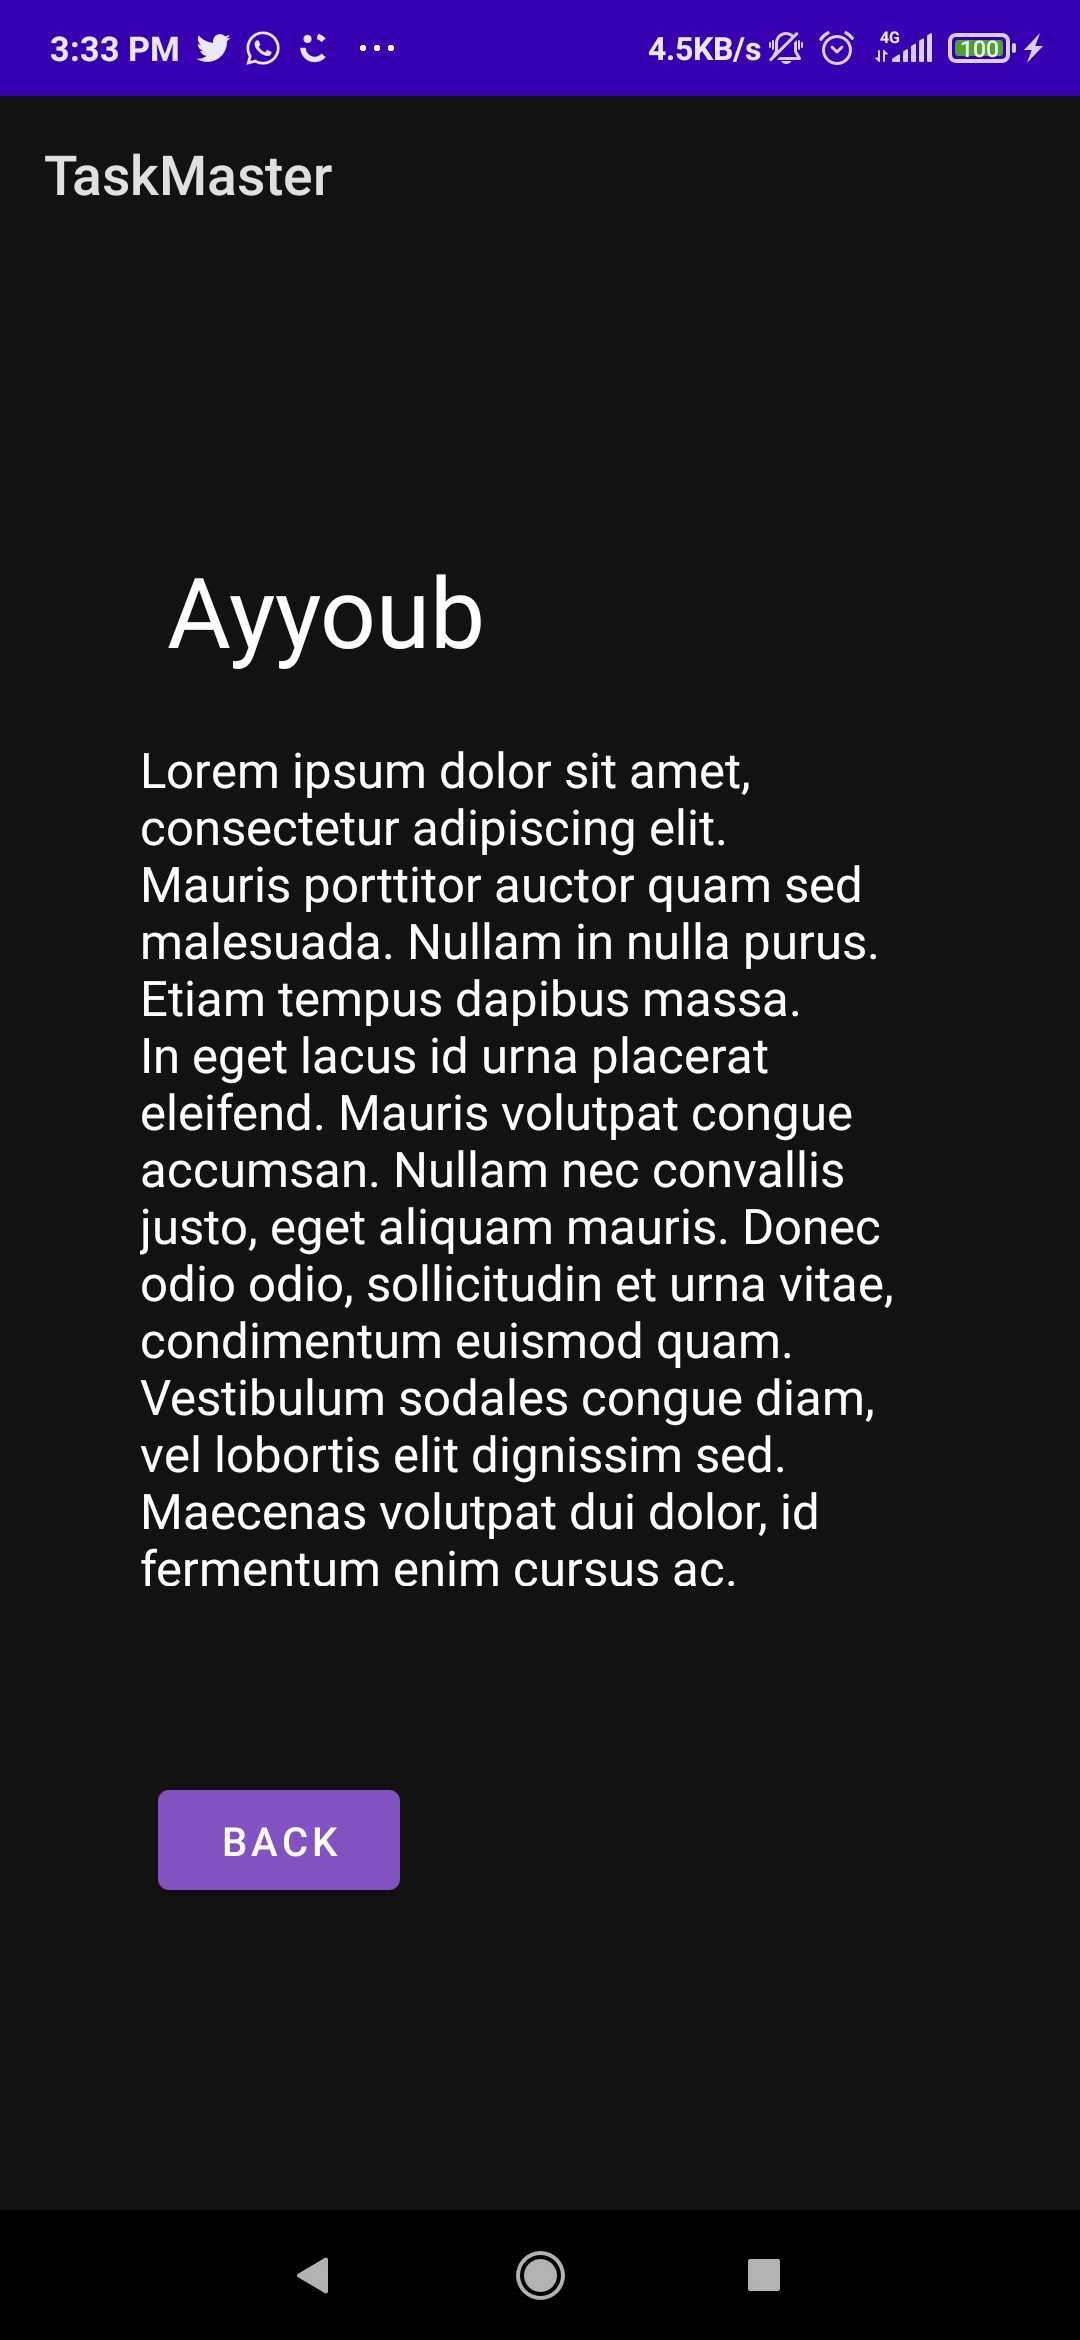 3:33 PM 4.5KB/s 4G 100
TaskMaster
Ayyoub
Lorem ipsum dolor sit amet,
consectetur adipiscing elit.
Mauris porttitor auctor quam sed
malesuada. Nullam in nulla purus.
Etiam tempus dapibus massa.
In eget lacus id urna placerat
eleifend. Mauris volutpat congue
accumsan. Nullam nec convallis
justo, eget aliquam mauris. Donec
odio odio, sollicitudin et urna vitae,
condimentum euismod quam.
Vestibulum sodales congue diam,
vel lobortis elit dignissim sed.
Maecenas volutpat dui dolor, id
fermentum enim cursus ac.
BACK